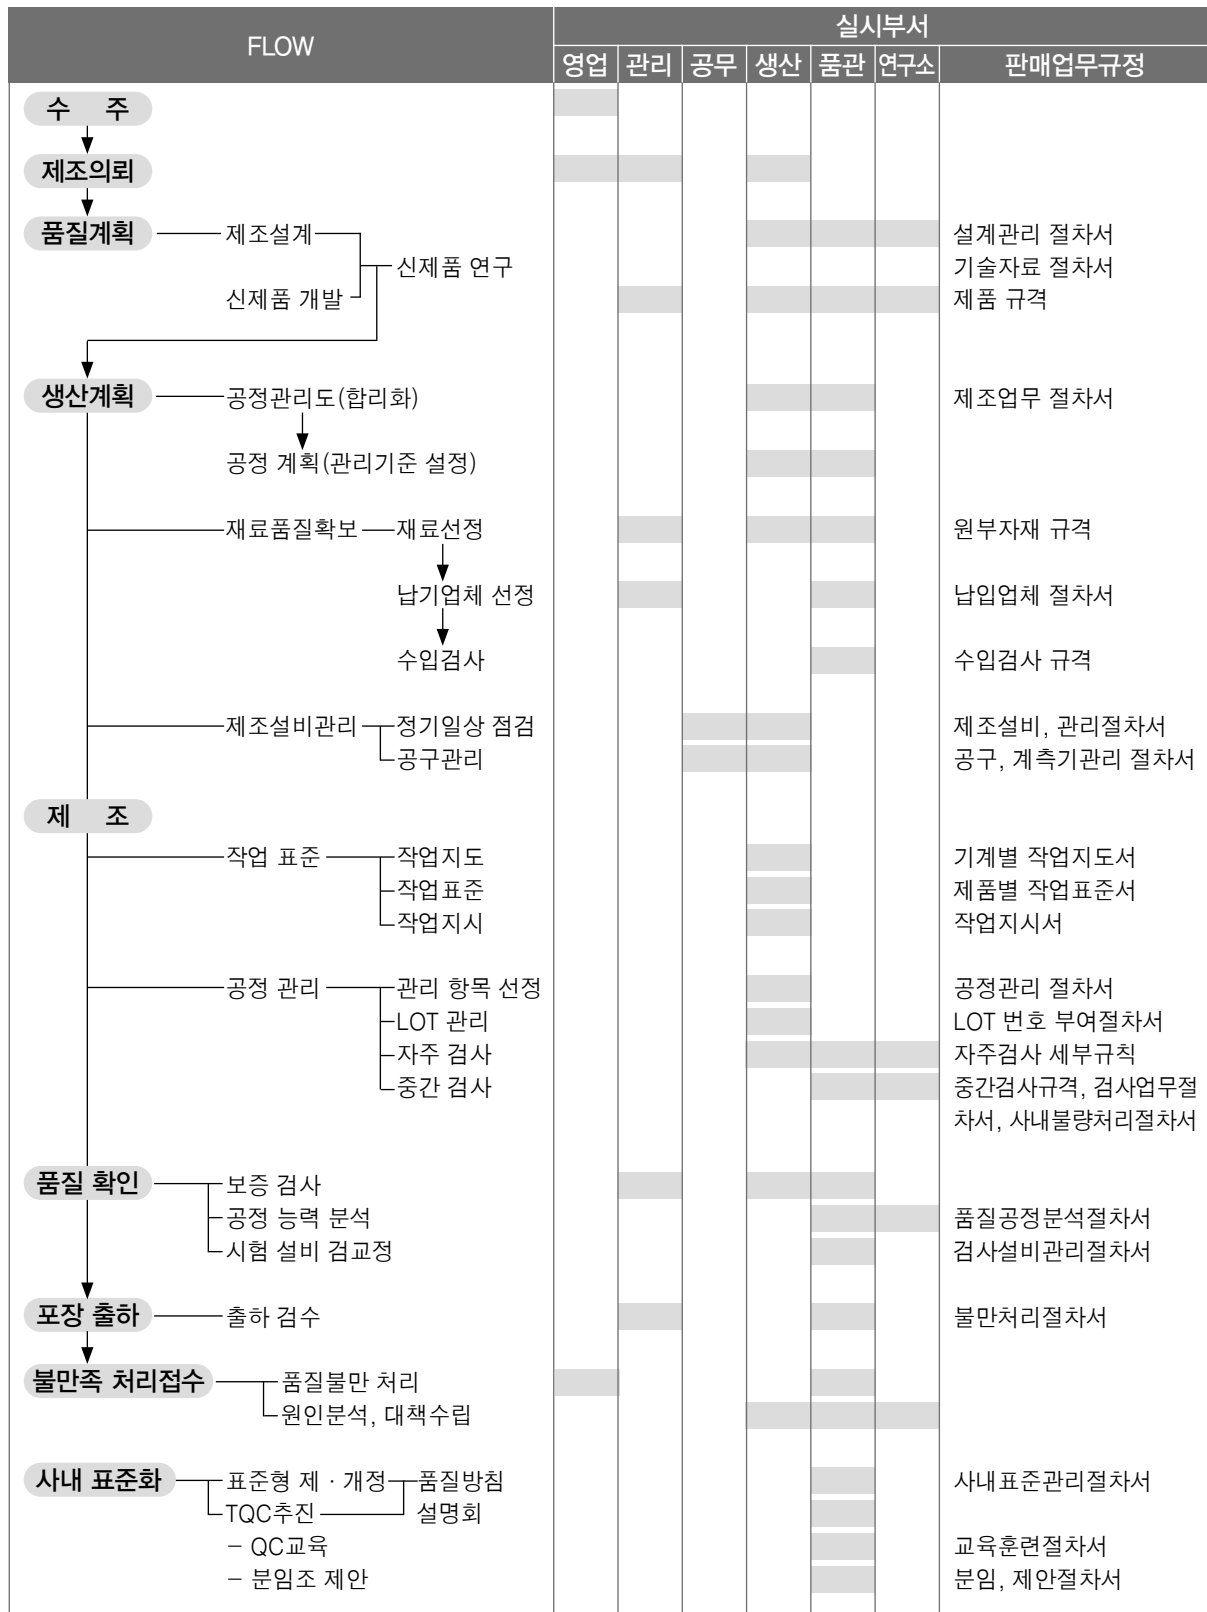 FLOW
실시부서
영업 관리 공무 생산 품관 연구소 판매업무규정
수 주
제조의뢰
품질계획 제조설계 설계관리 절차서
신제품 연구 기술자료 절차서
신제품 개발 제품 규격
생산계획 공정관리도(합리화) 제조업무 절차서
공정 계획(관리기준 설정)
재료품질확보 재료선정 원부자재 규격
납기업체 선정 납입업체 절차서
수입검사 수입검사 규격
제조설비관리 정기일상 점검 제조설비, 관리절차서
공구관리 공구, 계측기관리 절차서
제 조
작업 표준 작업지도 기계별 작업지도서
작업표준 제품별 작업표준서
작업지시 작업지시서
공정 관리 관리 항목 선정 공정관리 절차서
LOT 관리 LOT 번호 부여절차서
자주 검사 자주검사 세부규칙
중간 검사 중간검사규격, 검사업무절
차서, 사내불량처리절차서
품질 확인 보증 검사
공정 능력 분석 품질공정분석절차서
시험 설비 검교정 검사설비관리절차서
포장 출하 출하 검수 불만처리절차서
불만족 처리접수 품질불만 처리
원인분석, 대책수립
사내 표준화 표준형 제 · 개정 품질방침 사내표준관리절차서
TQC추진 설명회
– QC교육 교육훈련절차서
– 분임조 제안 분임, 제안절차서